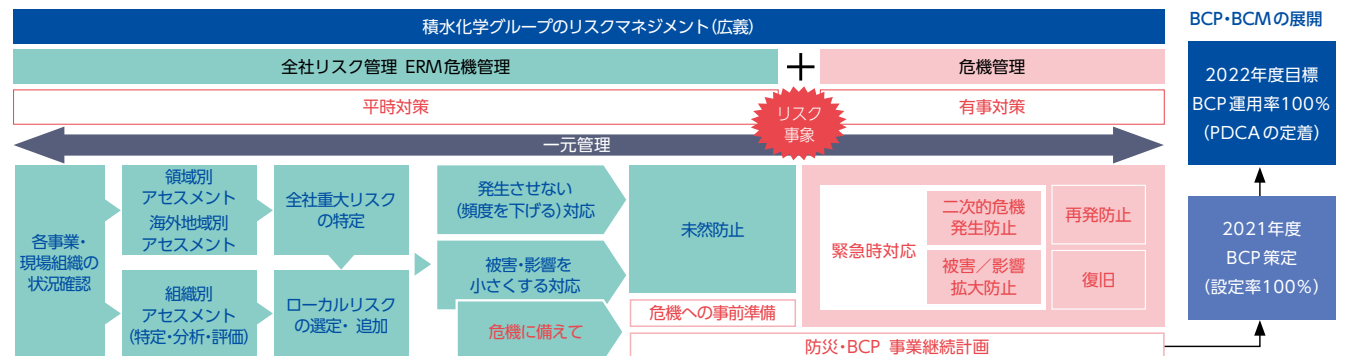 積水化学グループのリスクマネジメント(広義)
全社リスク管理 ERM危機管理
+
危機管理
平時対策
リスク
事象
有事対策
一元管理
各事業・
現場組織の
状況確認
領域別
アセスメント
海外地域別
アセスメント
組織別
アセスメント
(特定・分析・評価)
全社重大リスク
の特定
ローカルリスク
の選定・ 追加
発生させない
(頻度を下げる)対応
被害・影響を
小さくする対応
危機に備えて
未然防止
危機への事前準備
緊急時対応
二次的危機
発生防止
被害/影響
拡大防止
再発防止
復旧
防災・BCP 事業継続計画
BCP・BCMの展開
2022年度目標
BCP運用率100%
(PDCAの定着)
2021年度
BCP策定
(設定率100%)